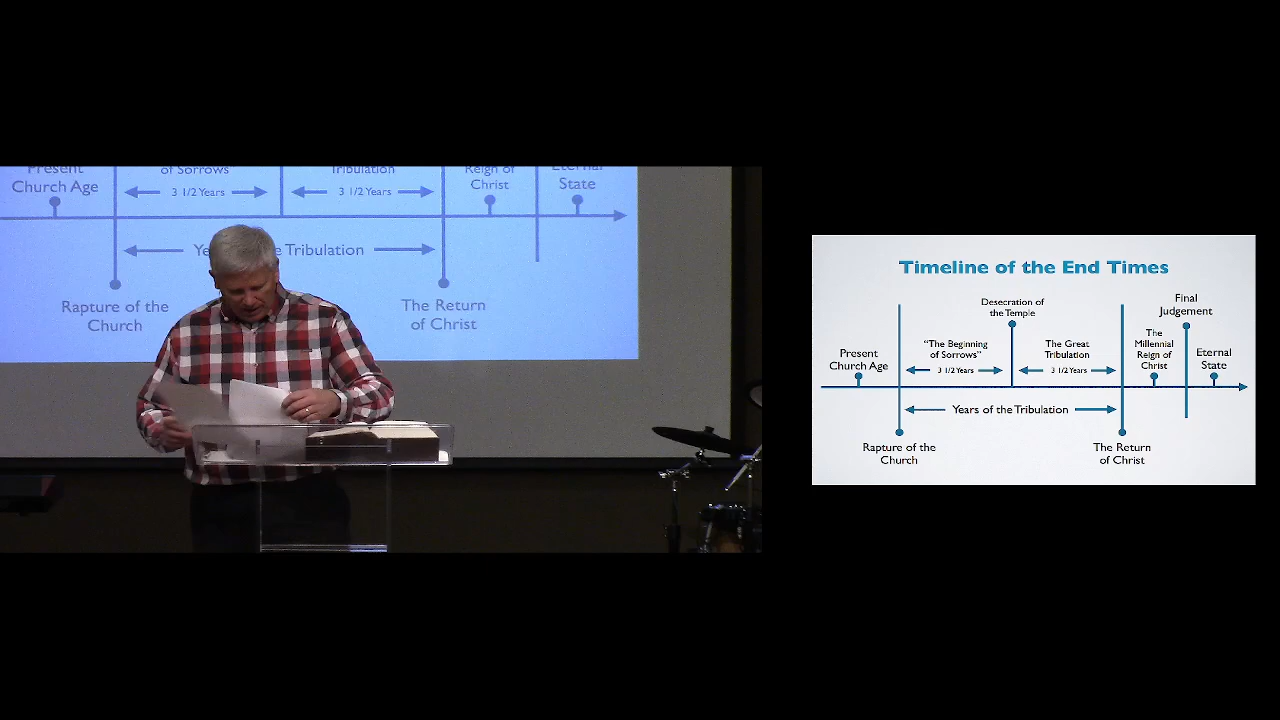 Present
Church Age
of Sorrows"
3 1/2 Years
Tribulation
3 1/2 Years
Reign of
Christ
Eternal
State
Tribulation
Rapture of the
Church
The Return
of Christ
Timeline of the End Times
Present
Church Age
"The Beginning
of Sorrows"
3 1/2 Years
Desecration of
the Temple
The Great
Tribulation
3 1/2 Years
The
Millennial
Reign of
Christ
Final
Judgement
Eternal
State
Years of the Tribulation
Rapture of the
Church
The Return
of Christ